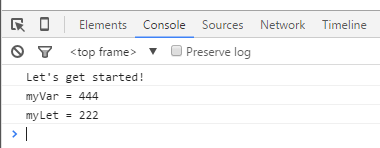 Elements Console Sources Network Timeline
<top frame> ▼ Preserve log
Let's get started!
myVar = 444
myLet = 222
>